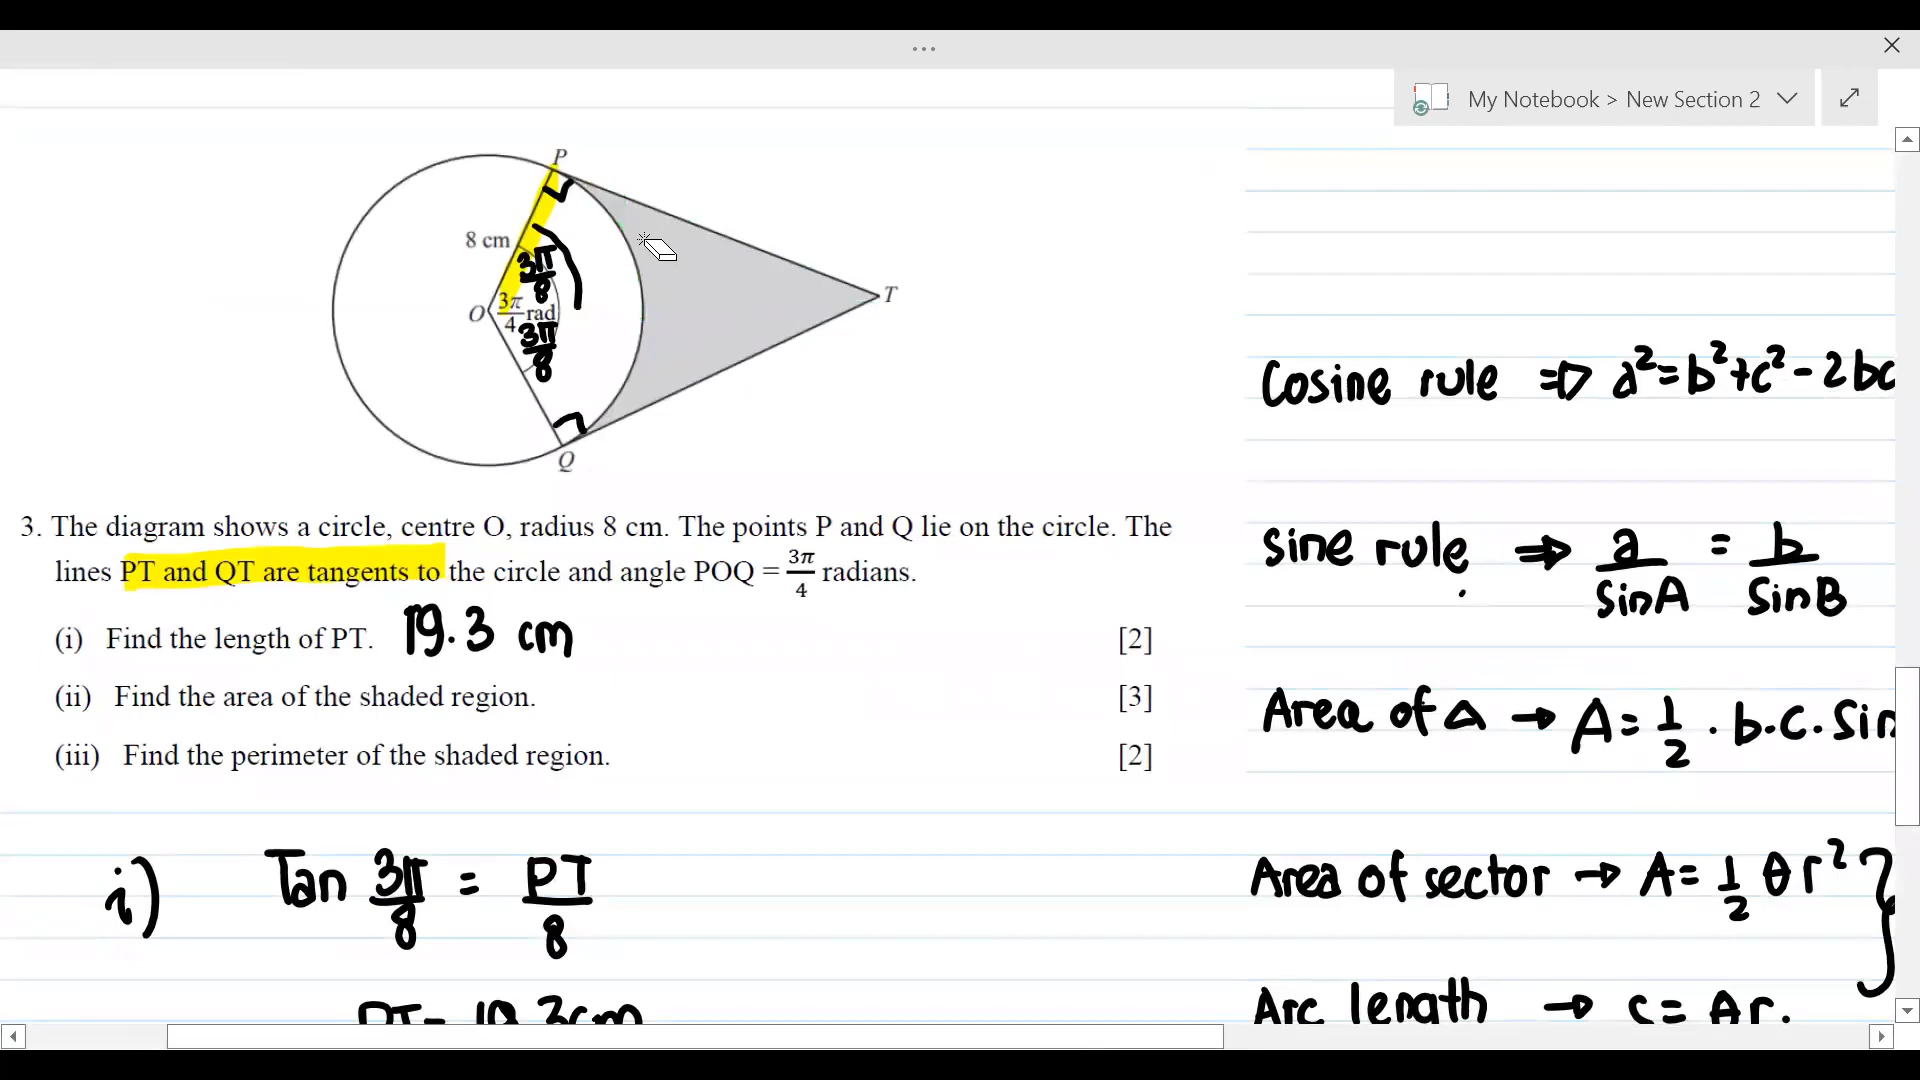 My Notebook > New Section 2
P
8 cm
3π/8
O
3π/4 rad
3π/8
T
Q
Cosine rule ⇒ a² = b² + c² - 2bc
3. The diagram shows a circle, centre O, radius 8 cm. The points P and Q lie on the circle. The
lines PT and QT are tangents to the circle and angle POQ = 3π/4 radians.
Sine rule ⇒ a/sinA = b/sinB
(i) Find the length of PT. 19.3 cm [2]
(ii) Find the area of the shaded region. [3]
Area of Δ → A = 1/2 . b.c. Sin
(iii) Find the perimeter of the shaded region. [2]
i) Tan 3π/8 = PT/8
Area of sector → A = 1/2 θ r² }
PT = 19.3cm
Arc length → s = θr.